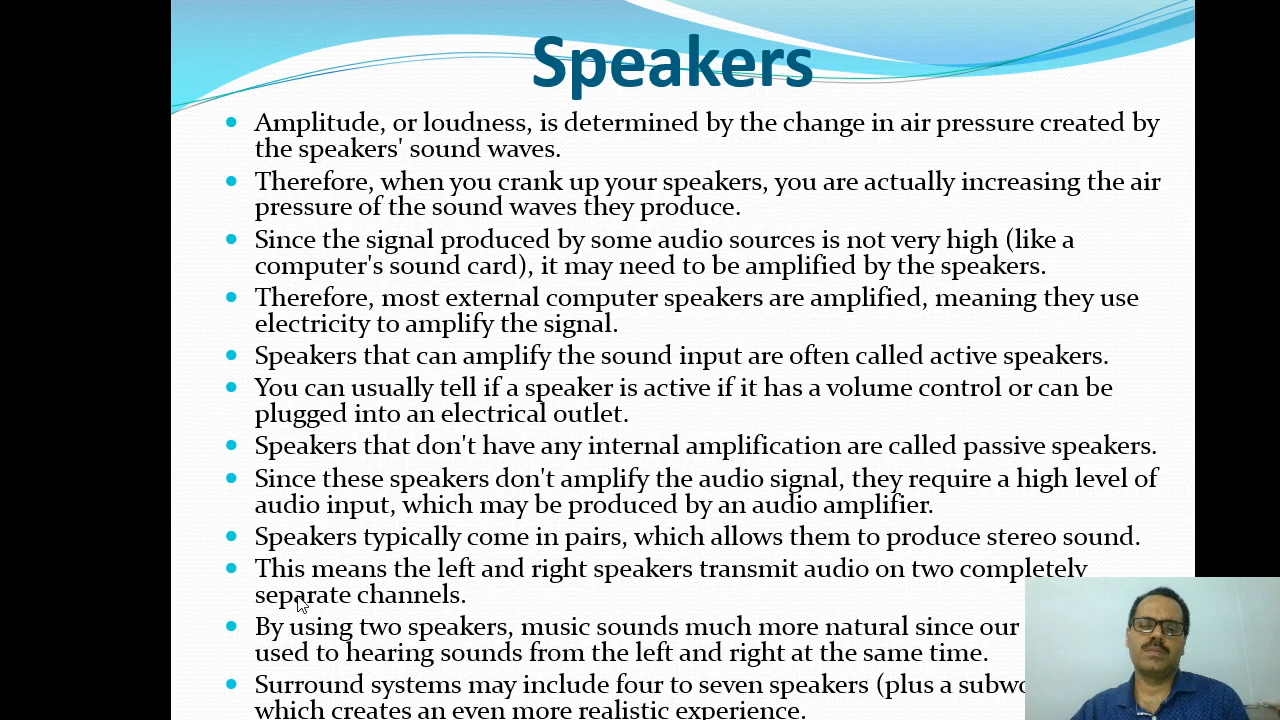 Speakers
Amplitude, or loudness, is determined by the change in air pressure created by
the speakers' sound waves.
Therefore, when you crank up your speakers, you are actually increasing the air
pressure of the sound waves they produce.
Since the signal produced by some audio sources is not very high (like a
computer's sound card), it may need to be amplified by the speakers.
Therefore, most external computer speakers are amplified, meaning they use
electricity to amplify the signal.
Speakers that can amplify the sound input are often called active speakers.
You can usually tell if a speaker is active if it has a volume control or can be
plugged into an electrical outlet.
Speakers that don't have any internal amplification are called passive speakers.
Since these speakers don't amplify the audio signal, they require a high level of
audio input, which may be produced by an audio amplifier.
Speakers typically come in pairs, which allows them to produce stereo sound.
This means the left and right speakers transmit audio on two completely
separate channels.
By using two speakers, music sounds much more natural since our
used to hearing sounds from the left and right at the same time.
Surround systems may include four to seven speakers (plus a
which creates an even more realistic experience.